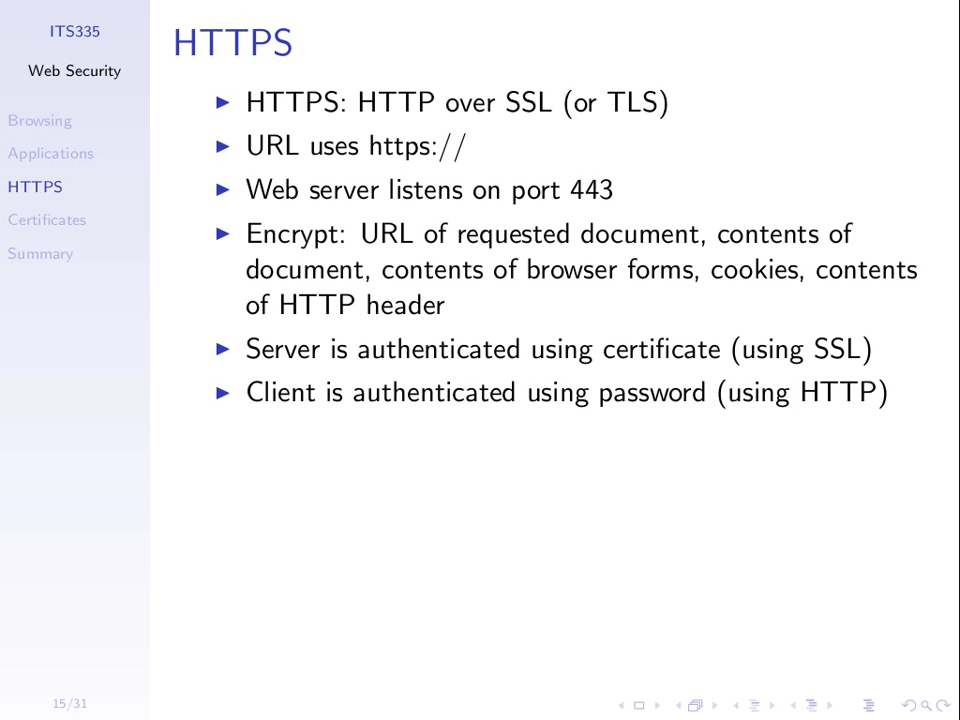 ITS335
Web Security
Browsing
Applications
HTTPS
Certificates
Summary
HTTPS
HTTPS: HTTP over SSL (or TLS)
URL uses https://
Web server listens on port 443
Encrypt: URL of requested document, contents of
document, contents of browser forms, cookies, contents
of HTTP header
Server is authenticated using certificate (using SSL)
Client is authenticated using password (using HTTP)
15/31